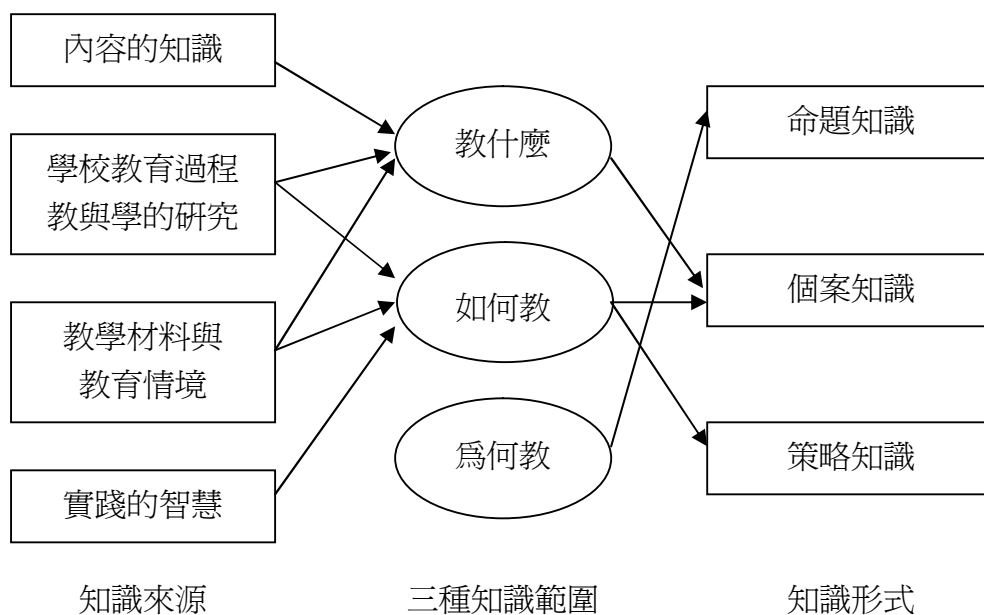 內容的知識
學校教育過程
教與學的研究
教學材料與
教育情境
實踐的智慧
教什麼
如何教
爲何教
命題知識
個案知識
策略知識
知識來源
三種知識範圍
知識形式